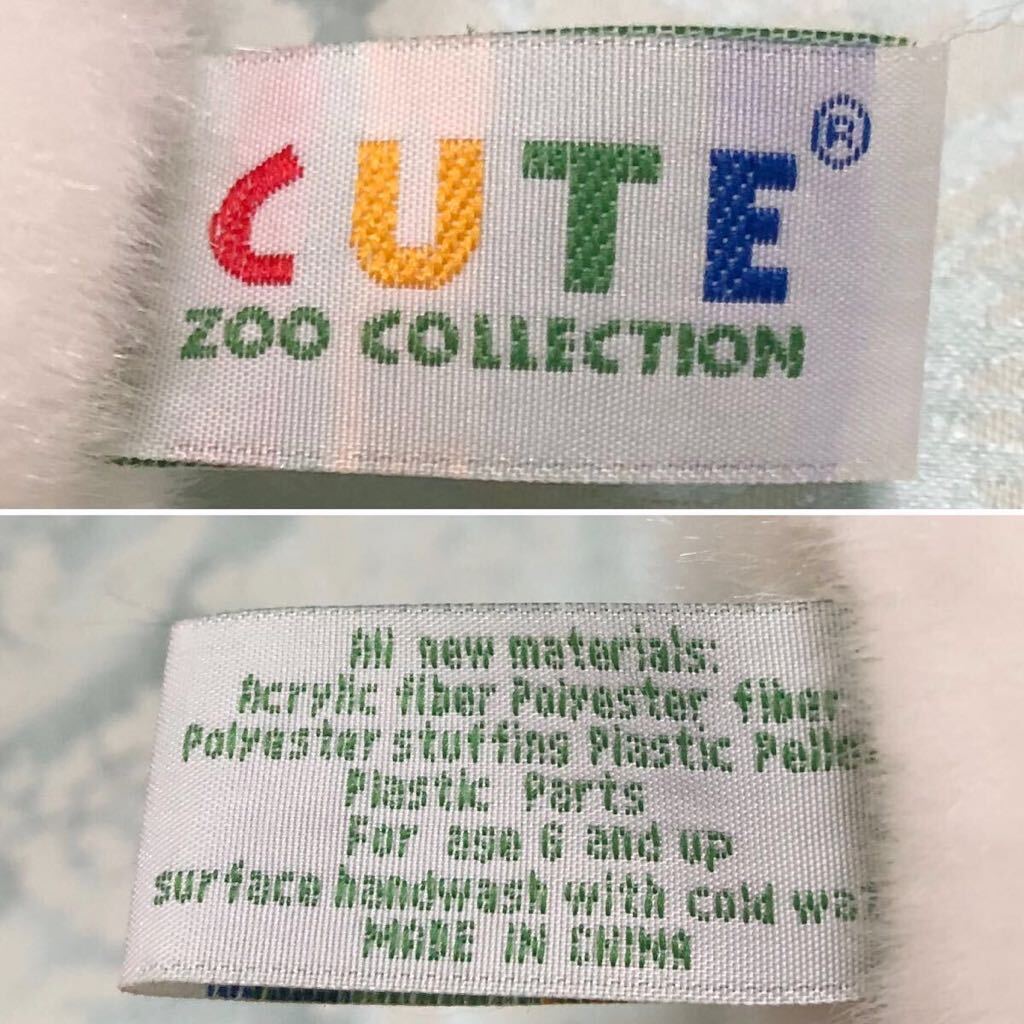 CUTE®
ZOO COLLECTION
All new materials:
Acrylic fiber Polyester fiber
Polyester stuffing Plastic Pelle
Plastic Parts
For age 6 and up
surface handwash with cold wa
MADE IN CHINA